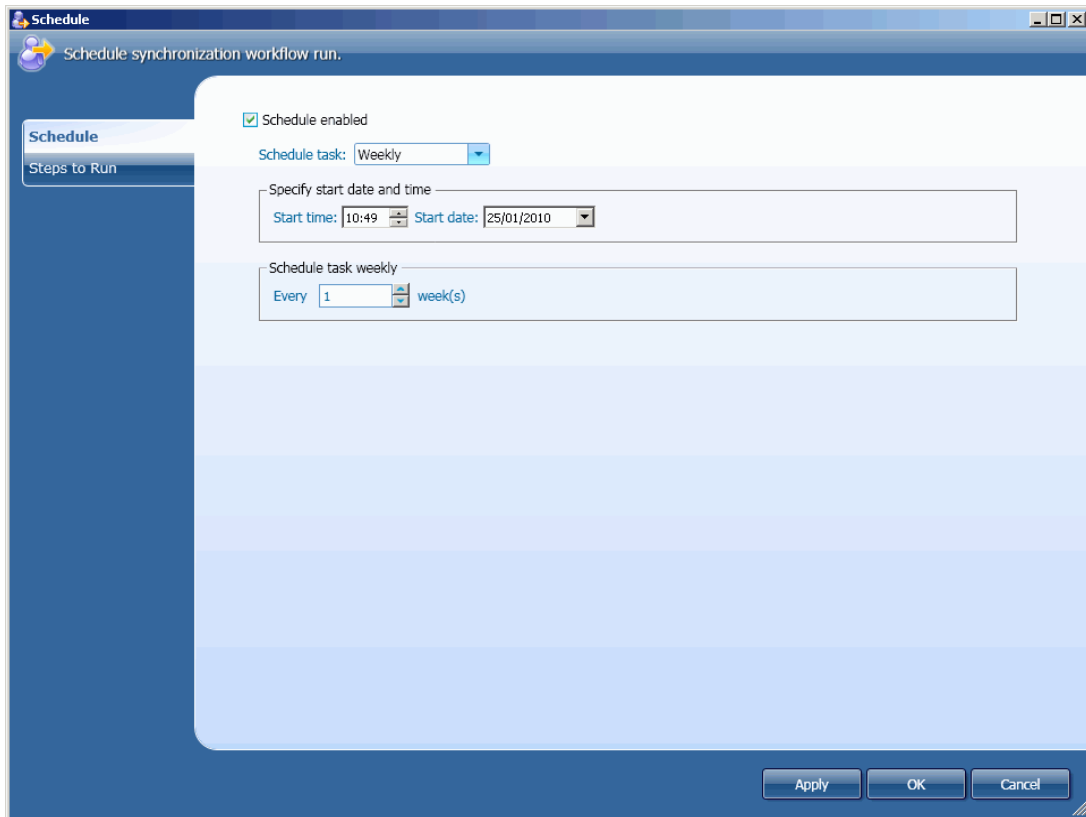 Schedule
Schedule synchronization workflow run.
Schedule
Steps to Run
Schedule enabled
Schedule task: Weekly
Specify start date and time
Start time: 10:49 Start date: 25/01/2010
Schedule task weekly
Every 1 week(s)
Apply OK Cancel